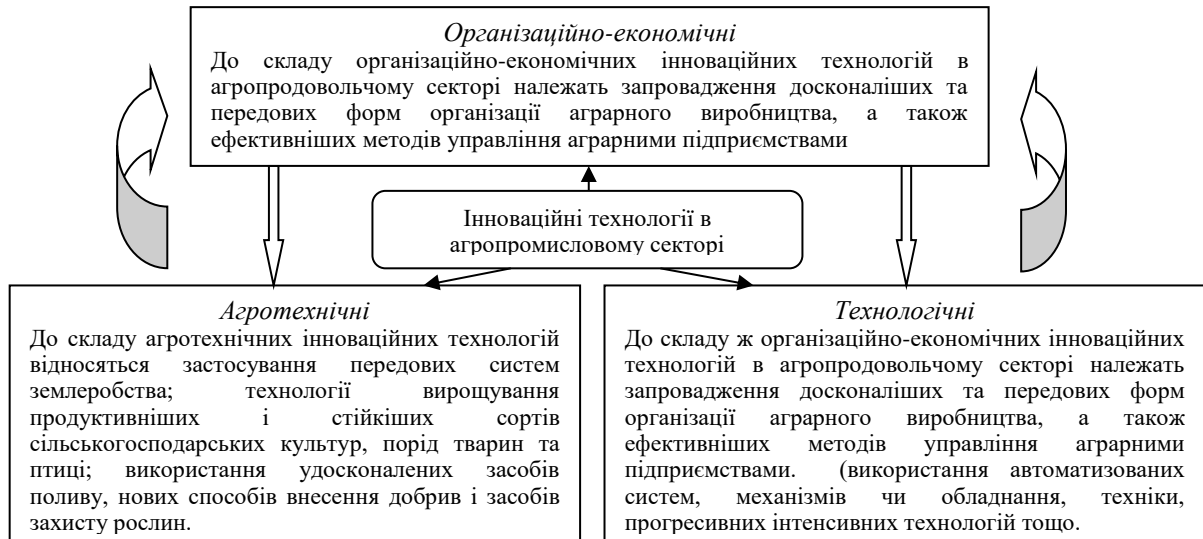 Організаційно-економічні
До складу організаційно-економічних інноваційних технологій в
агропродовольчому секторі належать запровадження досконаліших та
передових форм організації аграрного виробництва, а також
ефективніших методів управління аграрними підприємствами
Інноваційні технології в
агропромисловому секторі
Агротехнічні
До складу агротехнічних інноваційних технологій
відносяться застосування передових систем
землеробства; технології вирощування
продуктивніших і стійкіших сортів
сільськогосподарських культур, порід тварин та
птиці; використання удосконалених засобів
поливу, нових способів внесення добрив і засобів
захисту рослин.
Технологічні
До складу ж організаційно-економічних інноваційних
технологій в агропродовольчому секторі належать
запровадження досконаліших та передових форм
організації аграрного виробництва, а також
ефективніших методів управління аграрними
підприємствами. (використання автоматизованих
систем, механізмів чи обладнання, техніки,
прогресивних інтенсивних технологій тощо.